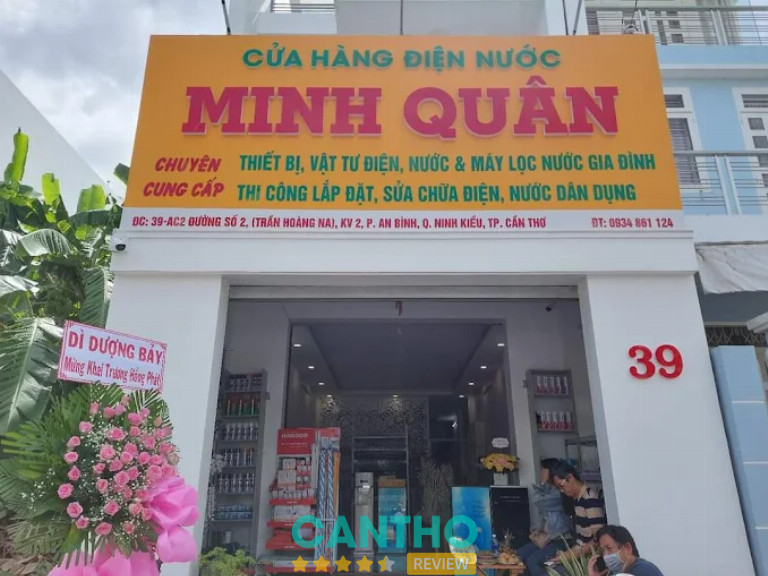 CỬA HÀNG ĐIỆN NƯỚC
MINH QUÂN
CHUYÊN CUNG CẤP
THIẾT BỊ, VẬT TƯ ĐIỆN, NƯỚC & MÁY LỌC NƯỚC GIA ĐÌNH
THI CÔNG LẮP ĐẶT, SỬA CHỮA ĐIỆN, NƯỚC DÂN DỤNG
ĐC: 39-AC2 ĐƯỜNG SỐ 2, (TRẦN HOÀNG NA), KV 2, P. AN BÌNH, Q. NINH KIỀU, TP. CẦN THƠ ĐT: 0934 861 124
39
DÌ DƯỢNG BẢY
Mừng Khai Trương Hồng Phát
CANTHO
REVIEW